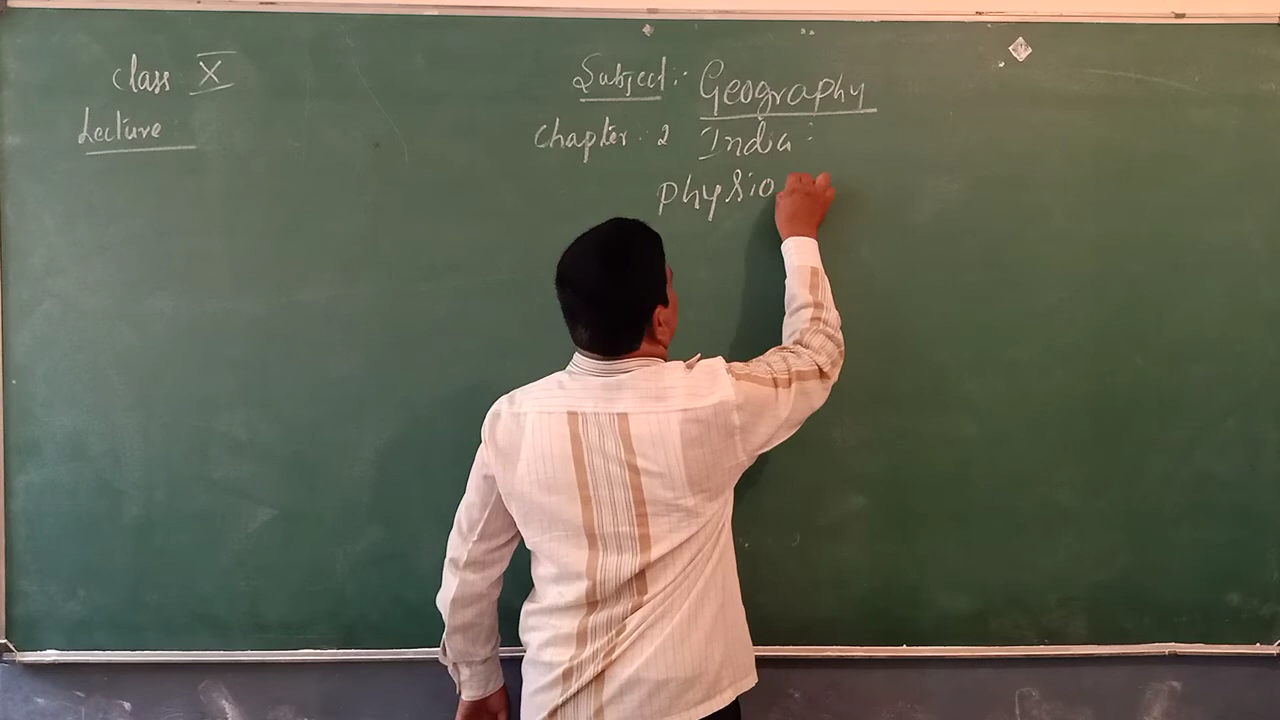 Class X
Lecture
Subject :- Geography
Chapter : 2 India :
Physio